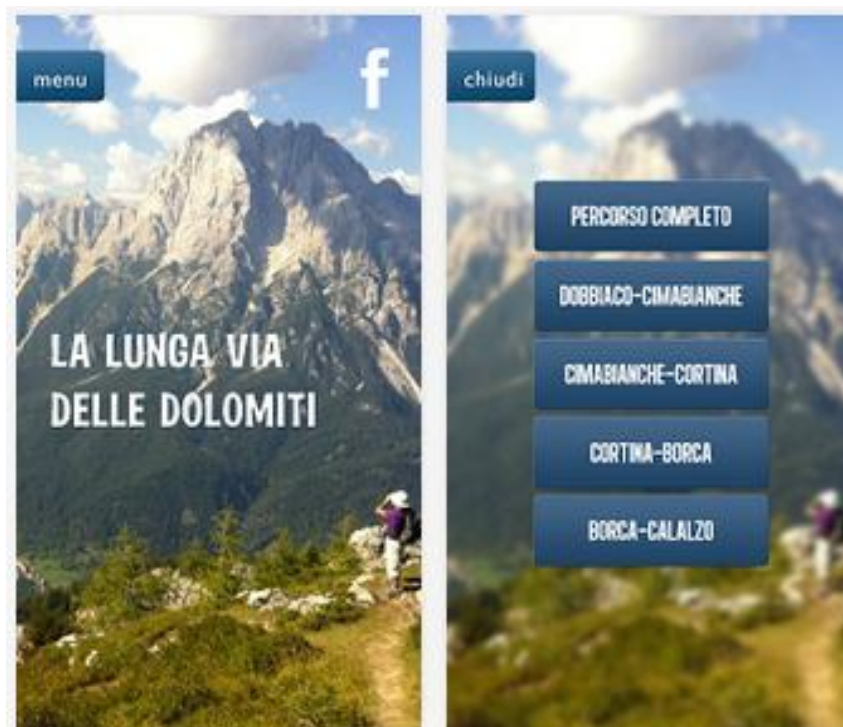 menu
f
LA LUNGA VIA
DELLE DOLOMITI
chiudi
PERCORSO COMPLETO
DOBBIACO-CIMABIANCHE
CIMABIANCHE-CORTINA
CORTINA-BORCA
BORCA-CALALZO